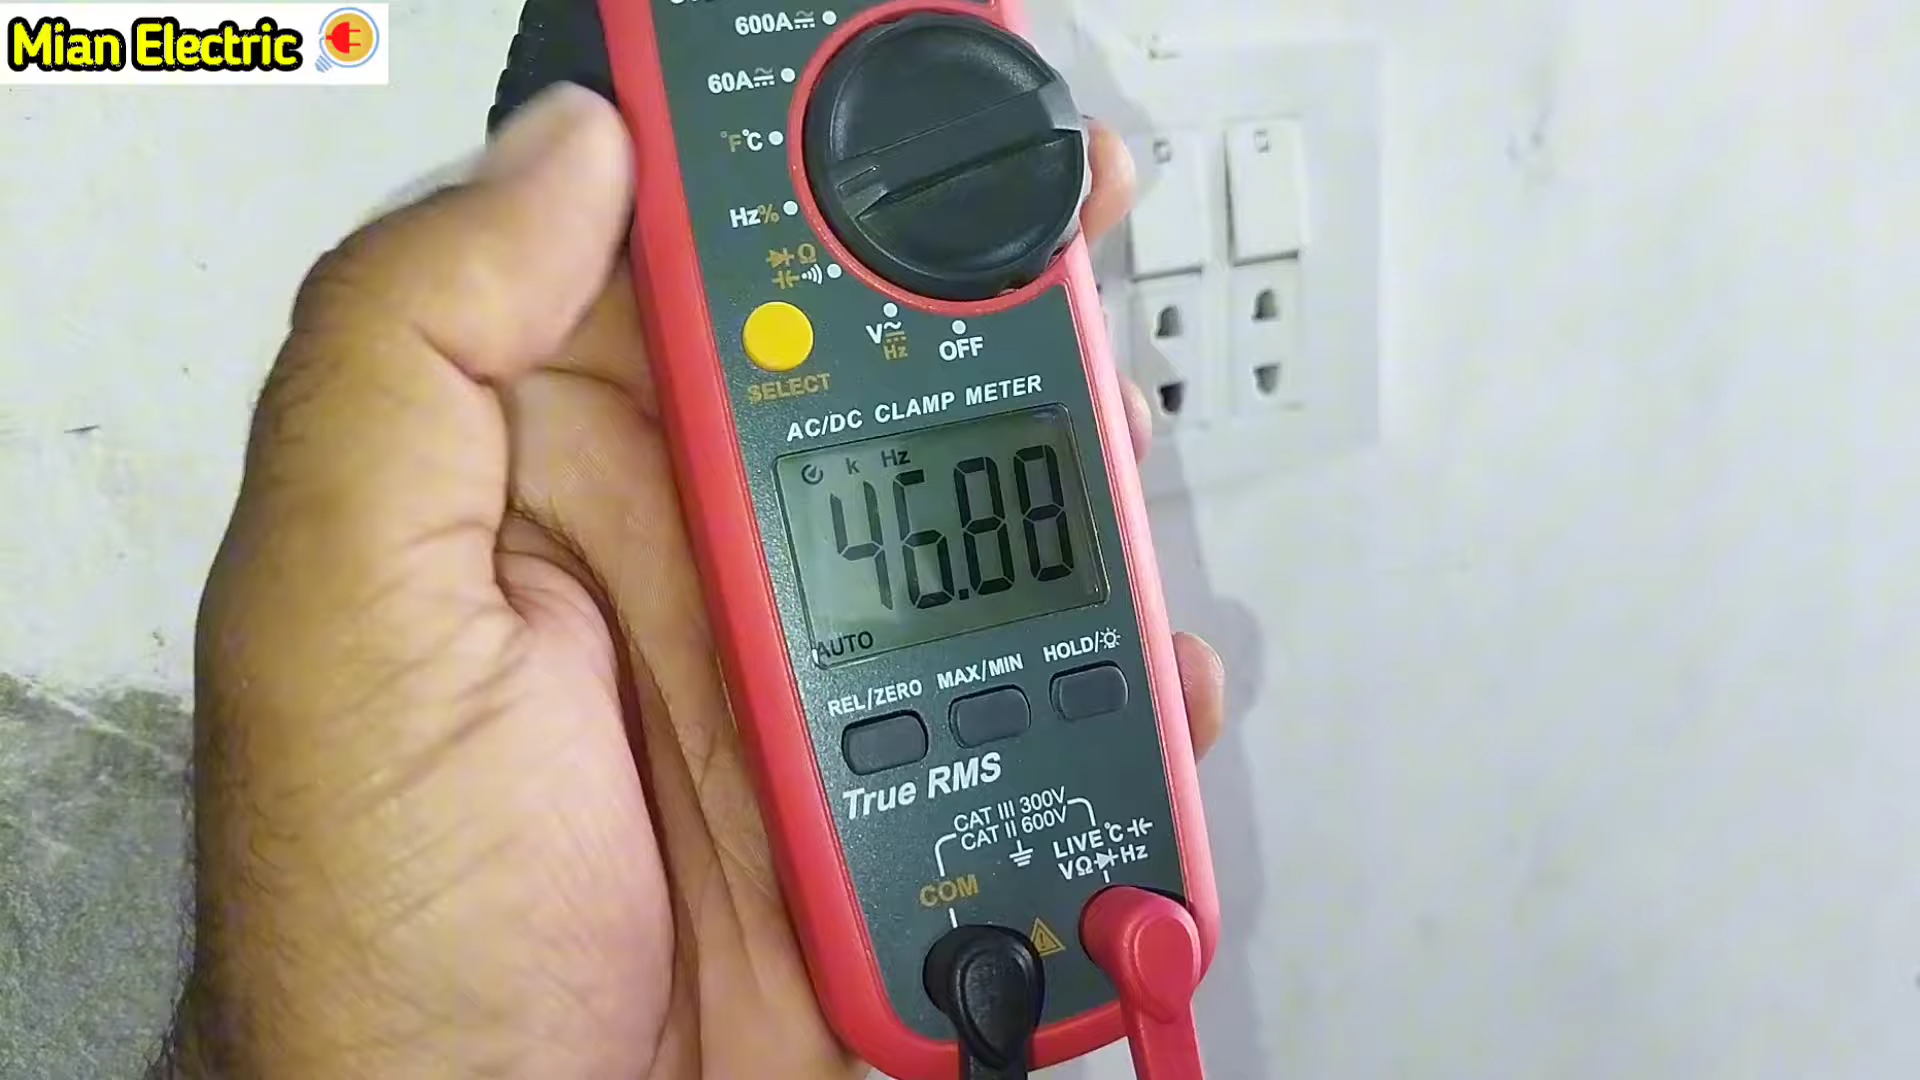 Mian Electric
600A
60A
°F°C
Hz%
Ω
V
Hz
OFF
SELECT
AC/DC CLAMP METER
k Hz
46.88
AUTO
REL/ZERO MAX/MIN HOLD/
True RMS
CAT III 300V
CAT II 600V
LIVE °C
VΩ Hz
COM